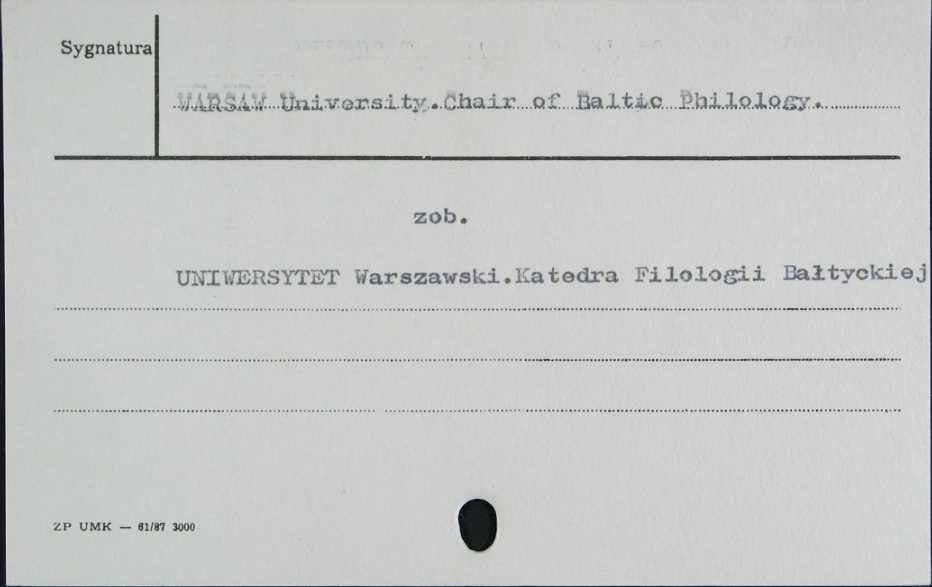 Sygnatura
WARSAW University.Chair of Baltic Philology.
zob.
UNIWERSYTET Warszawski.Katedra Filologii Bałtyckiej
ZP UMK — 61/87 3000